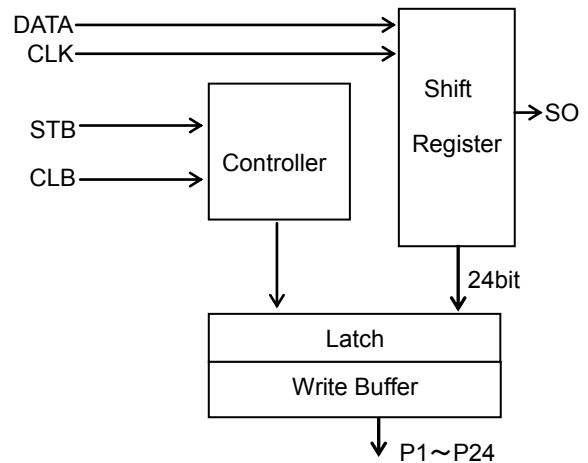 DATA
CLK
STB
CLB
Controller
Shift
Register
SO
24bit
Latch
Write Buffer
P1～P24